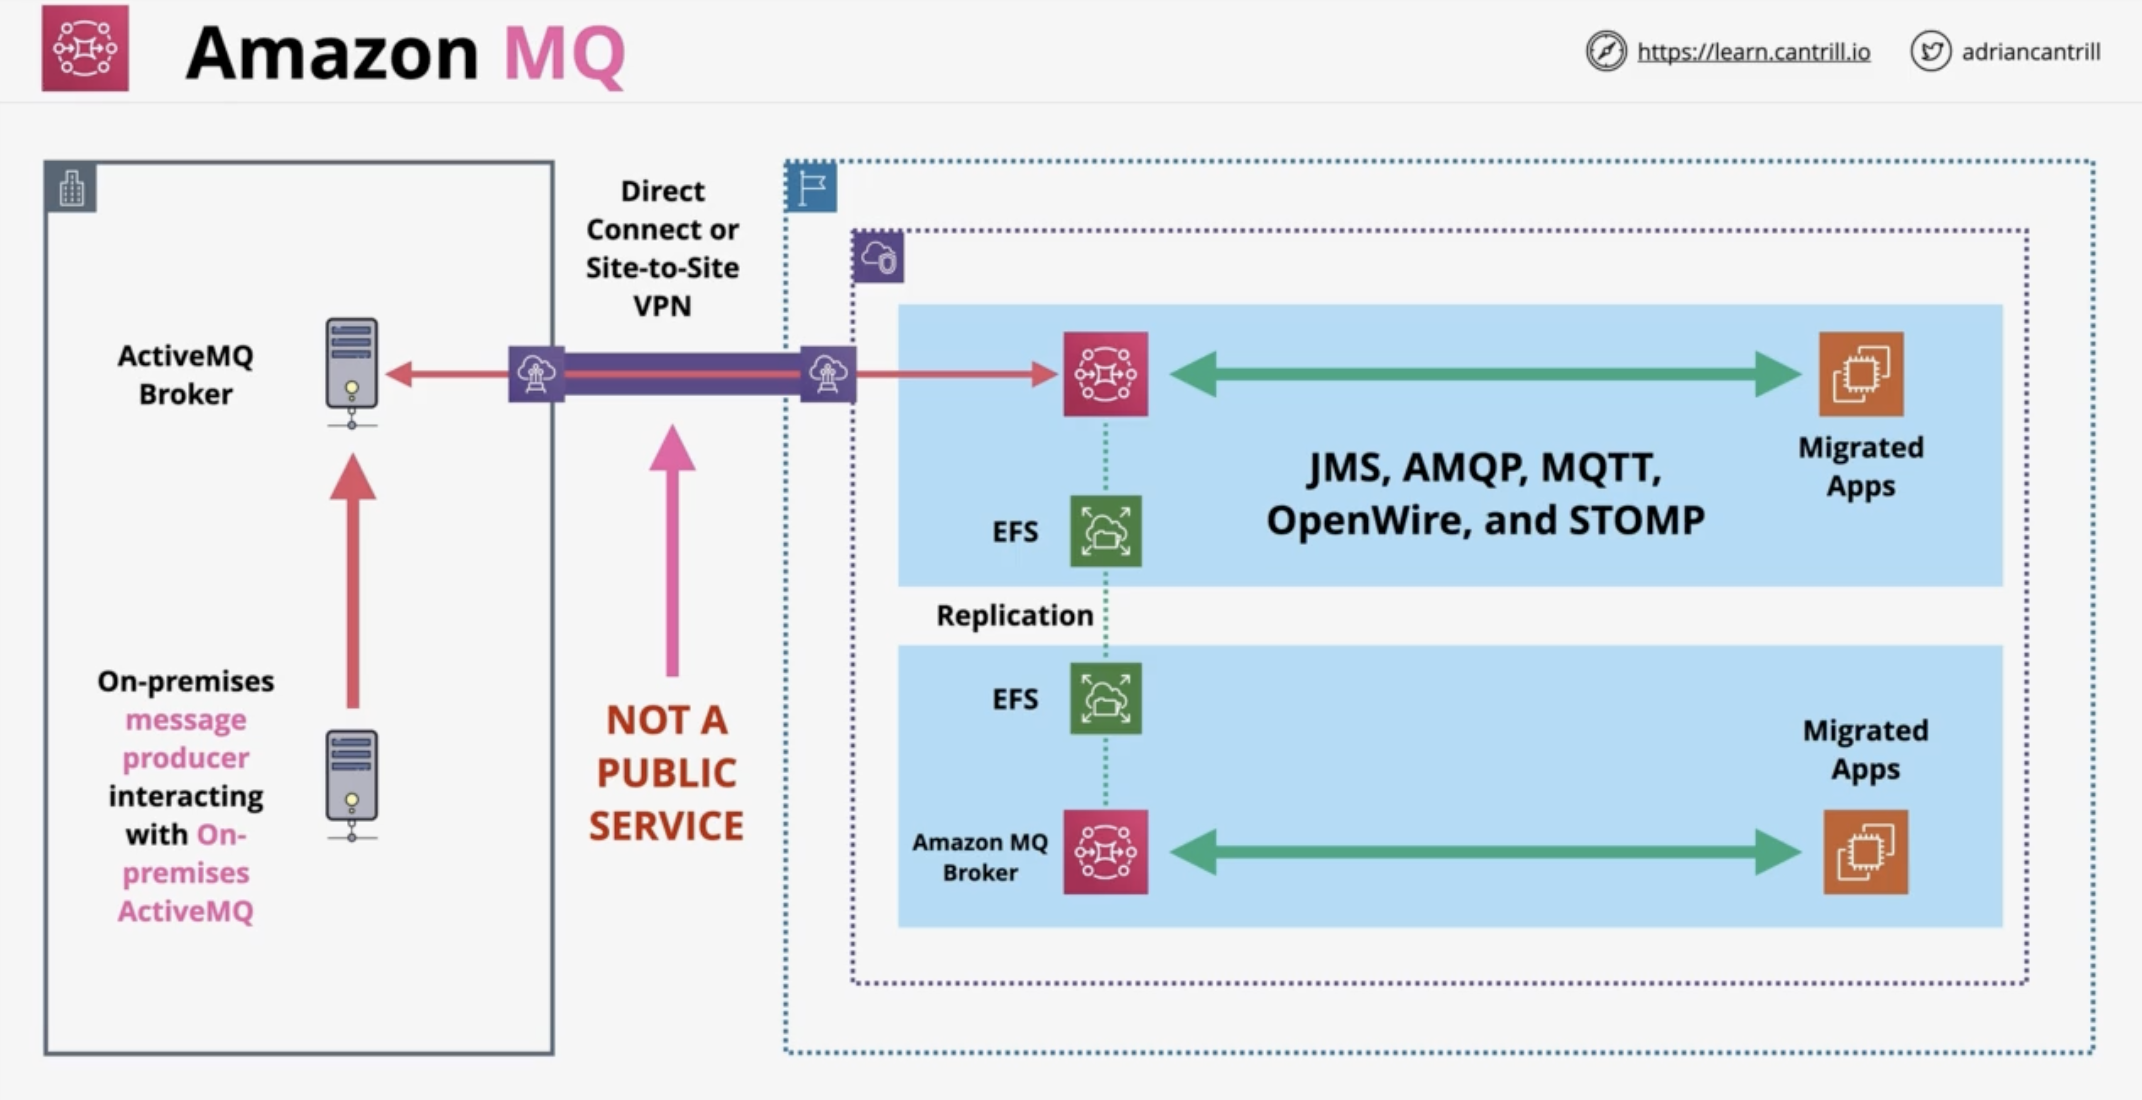 Amazon MQ
https://learn.cantrill.io
adriancantrill
Direct
Connect or
Site-to-Site
VPN
ActiveMQ
Broker
On-premises
message
producer
interacting
with On-
premises
ActiveMQ
NOT A
PUBLIC
SERVICE
JMS, AMQP, MQTT,
OpenWire, and STOMP
Migrated
Apps
EFS
Replication
EFS
Amazon MQ
Broker
Migrated
Apps